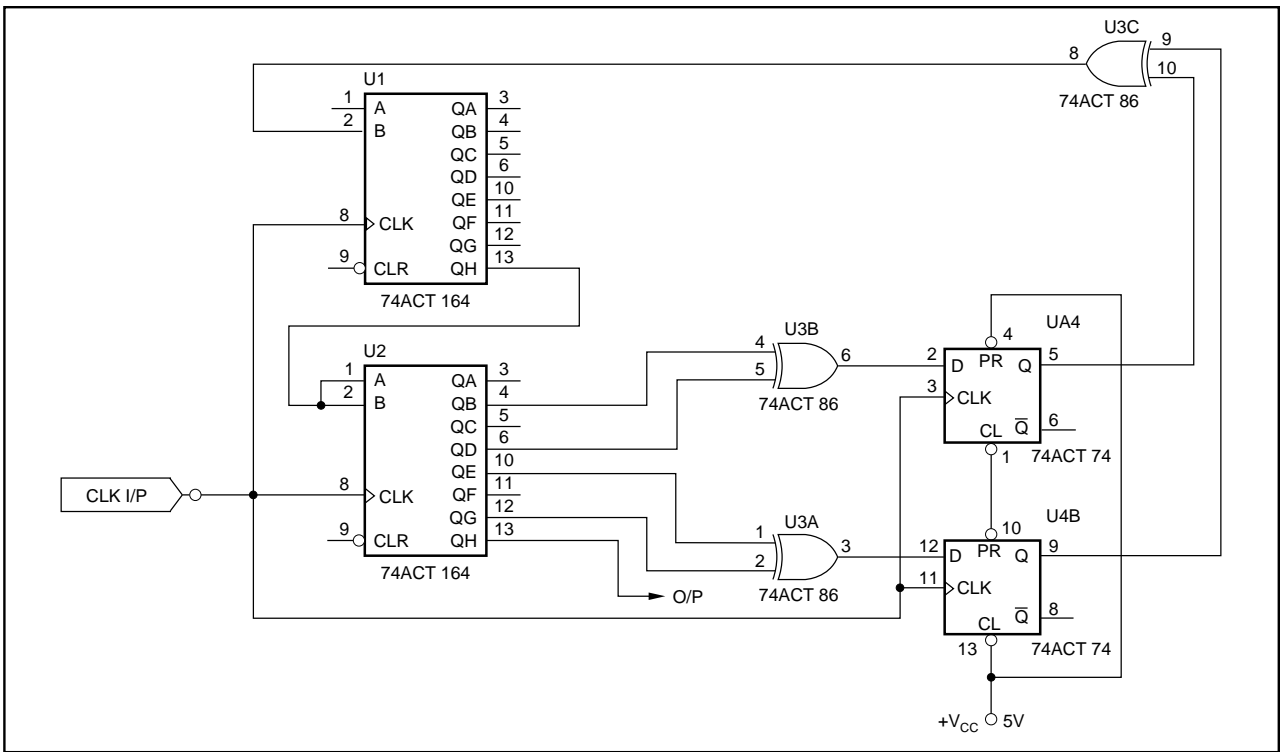 U3C
8
9
10
74ACT 86
U1
1
A
QA
3
2
B
QB
4
QC
5
QD
6
QE
10
8
CLK
QF
11
QG
12
9
CLR
QH
13
74ACT 164
U2
1
A
QA
3
2
B
QB
4
QC
5
QD
6
QE
10
8
CLK
QF
11
QG
12
9
CLR
QH
13
74ACT 164
CLK I/P
O/P
U3B
4
5
6
74ACT 86
U3A
1
2
3
74ACT 86
UA4
4
2
D
PR
Q
5
3
CLK
CL
Q̅
6
1
74ACT 74
U4B
10
12
D
PR
Q
9
11
CLK
CL
Q̅
8
13
74ACT 74
+VCC
5V